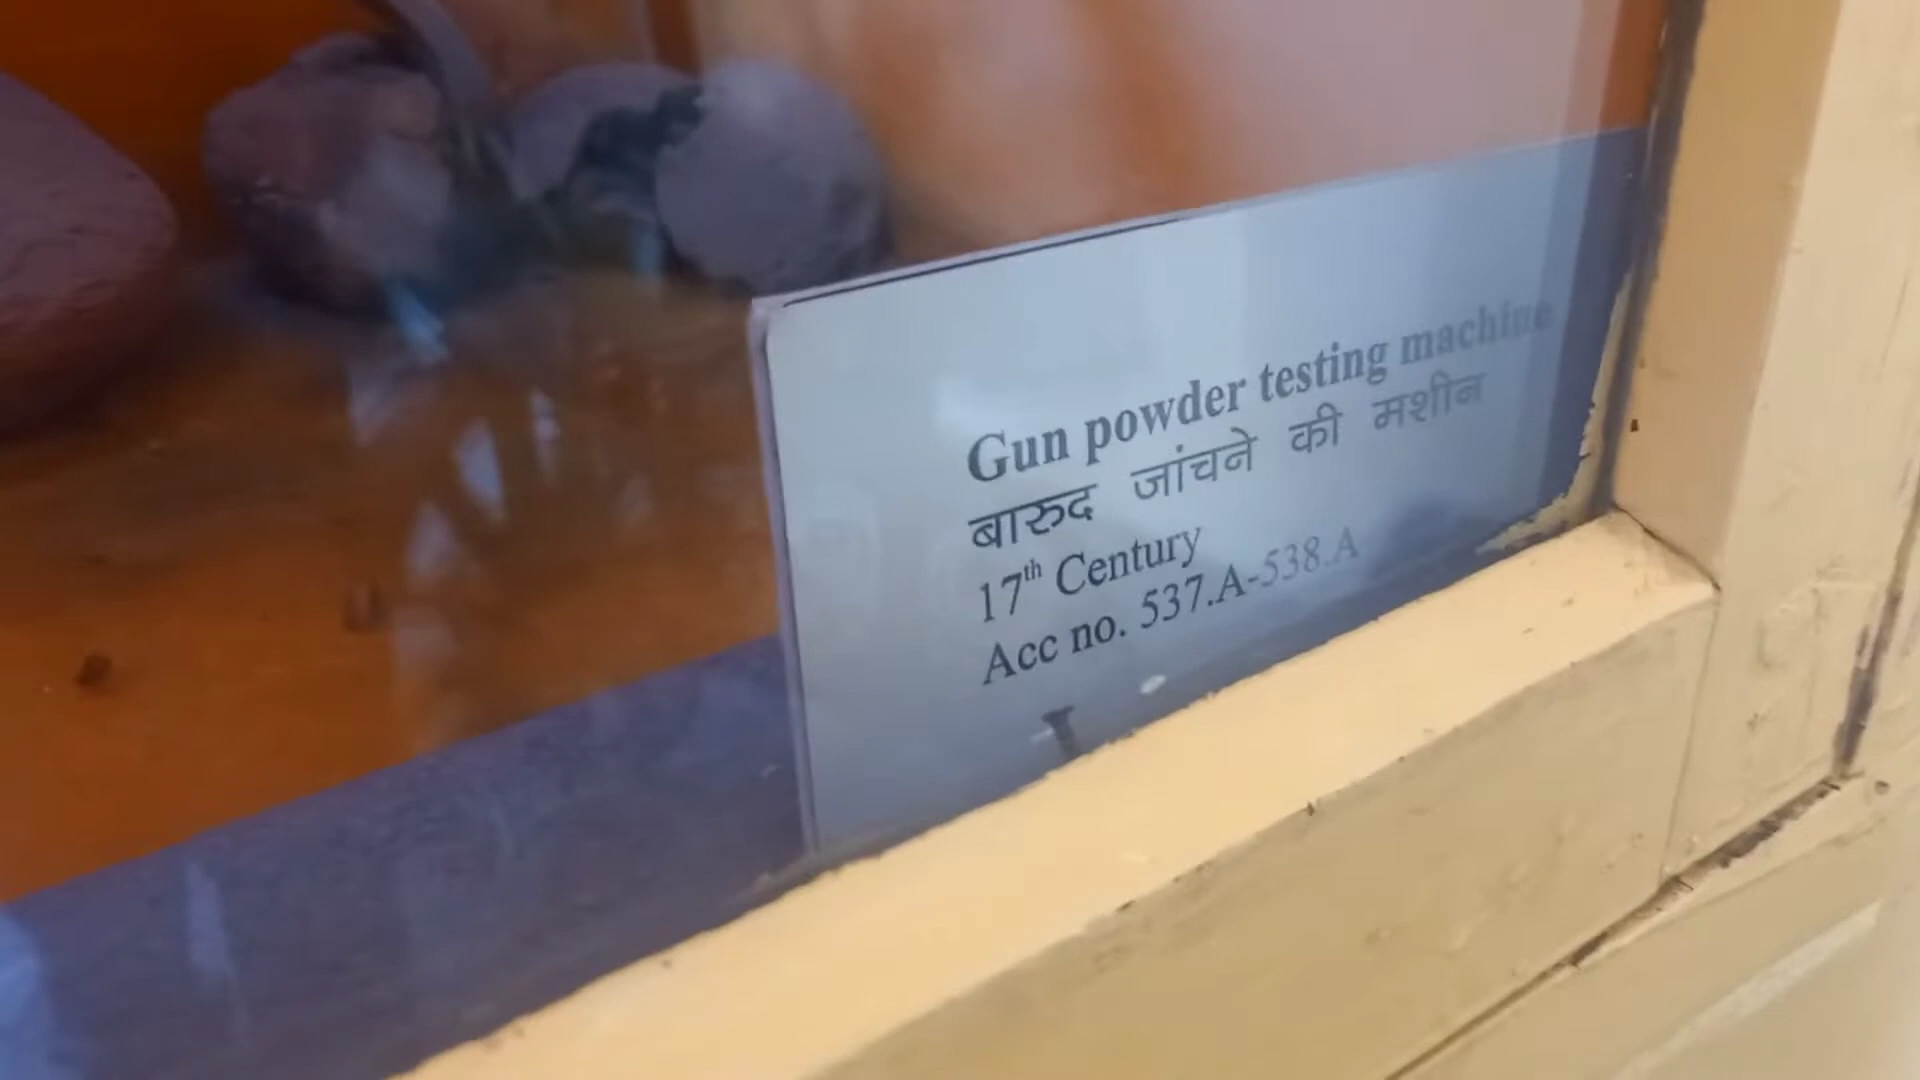 Gun powder testing machine
बारुद जांचने की मशीन
17th Century
Acc no. 537.A-538.A